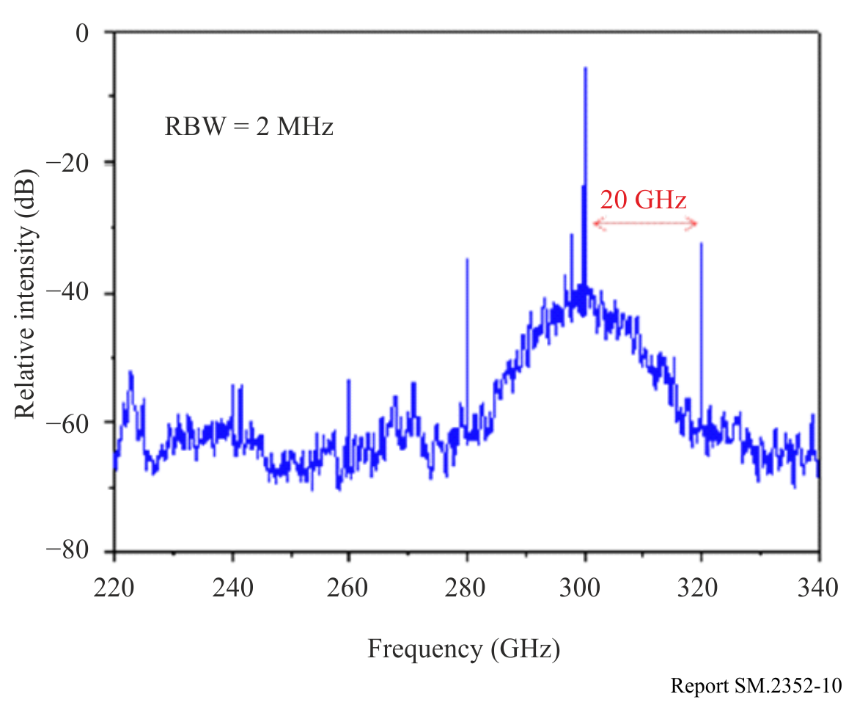 0
RBW = 2 MHz
−20
20 GHz
Relative intensity (dB)
−40
−60
−80
220 240 260 280 300 320 340
Frequency (GHz)
Report SM.2352-10